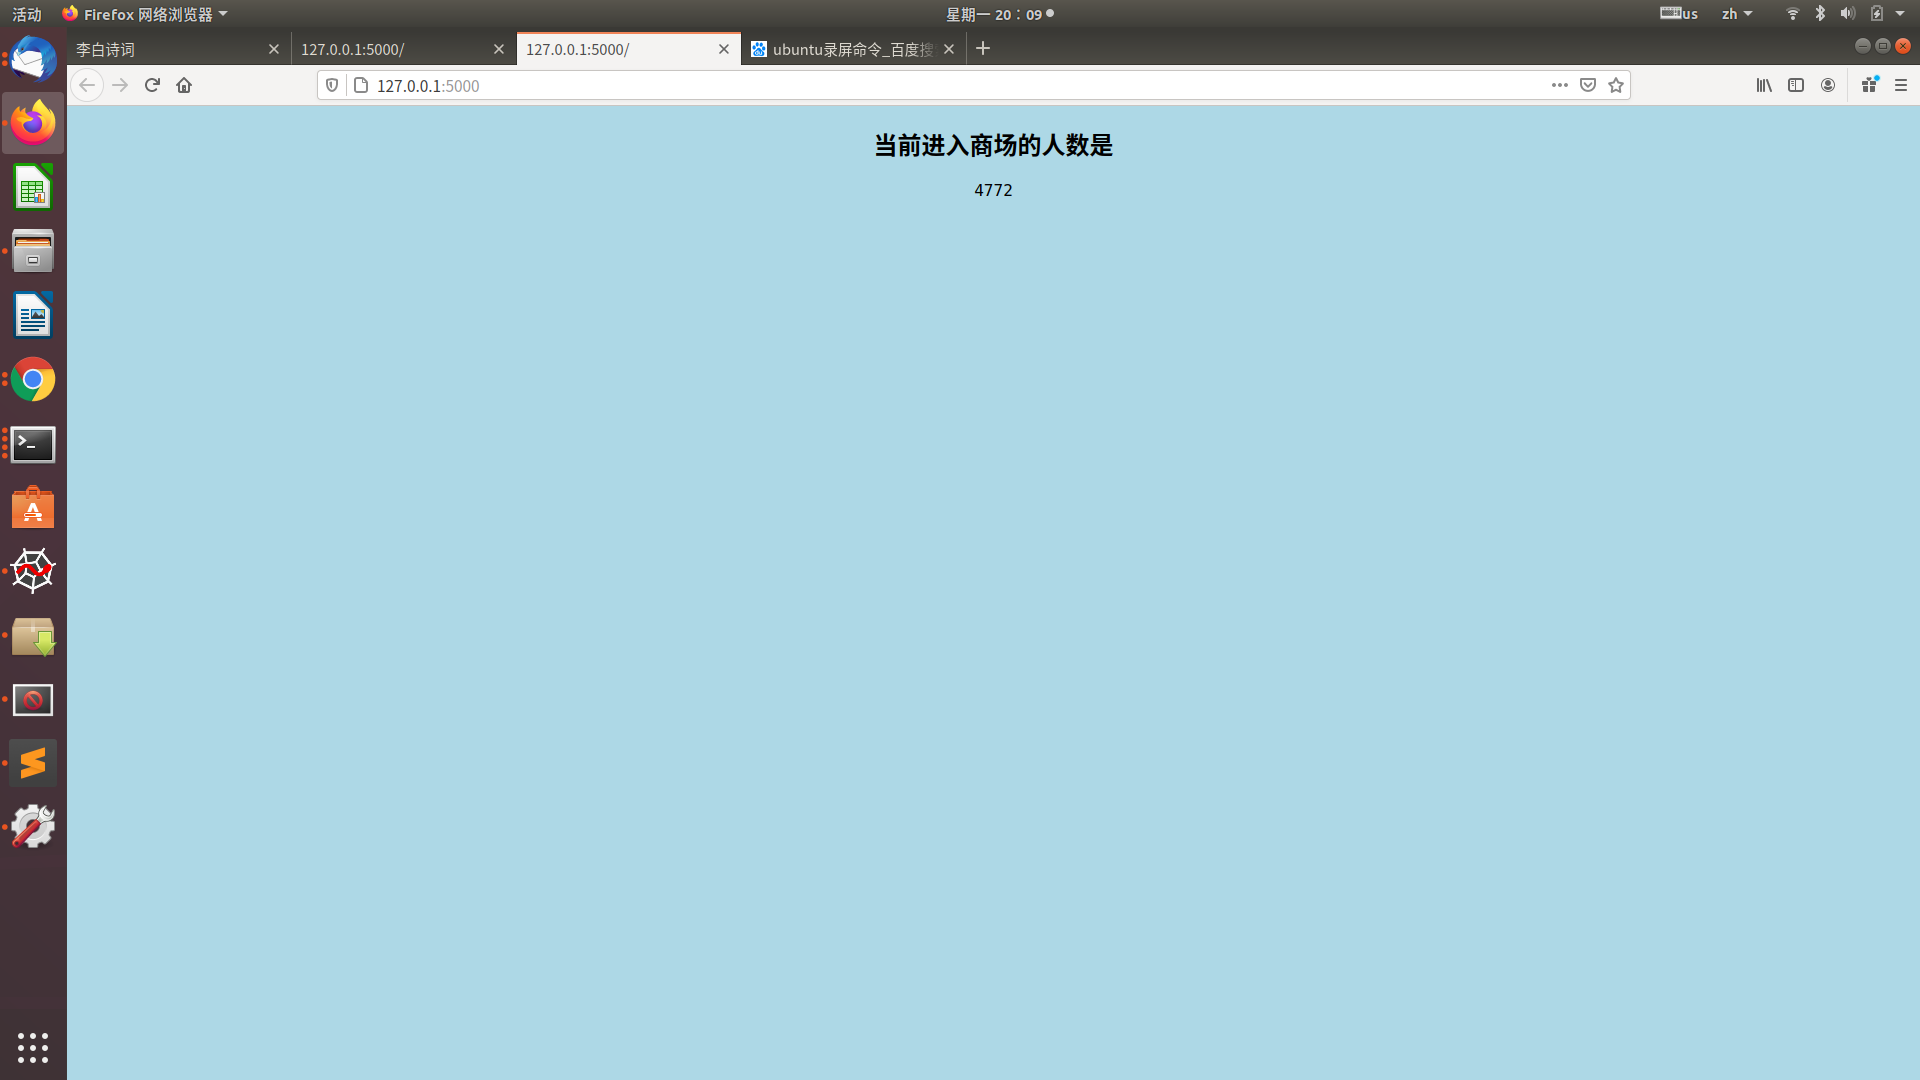 活动
Firefox 网络浏览器
星期一 20：09
us
zh
李白诗词
127.0.0.1:5000/
127.0.0.1:5000/
ubuntu录屏命令_百度搜
127.0.0.1:5000
当前进入商场的人数是
4772